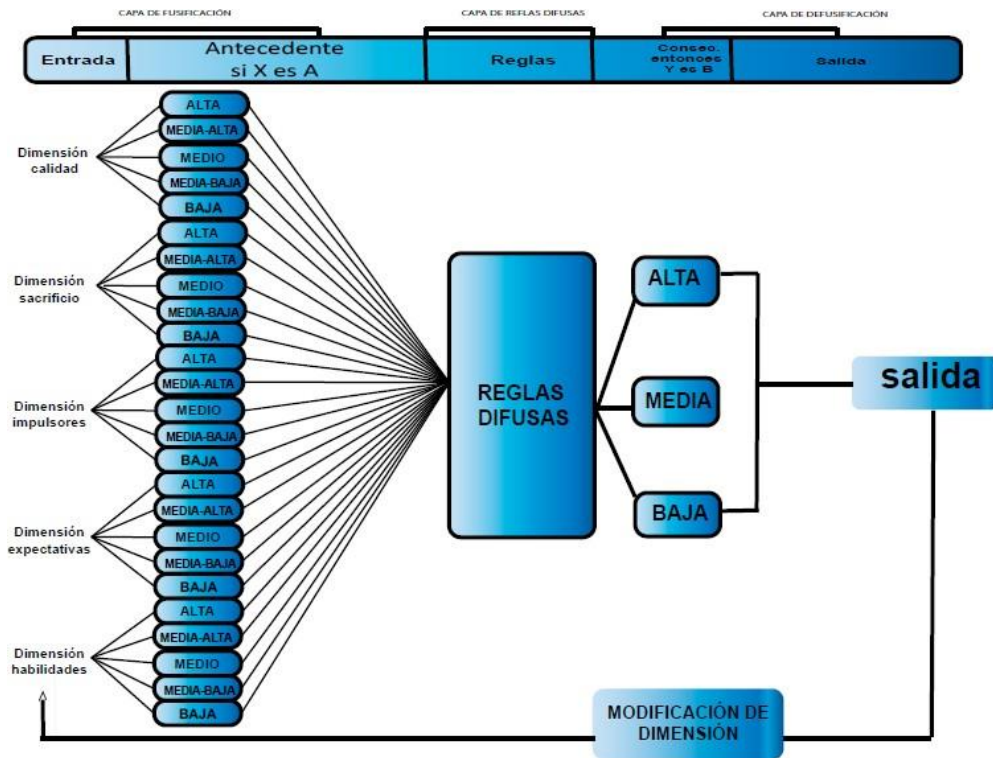 CAPA DE FUSIFICACIÓN
CAPA DE REFLAS DIFUSAS
CAPA DE DEFUSIFICACIÓN
Entrada
Antecedente
si X es A
Reglas
Conseo.
entonoes
Y es B
Salida
Dimensión
calidad
ALTA
MEDIA-ALTA
MEDIO
MEDIA-BAJA
BAJA
Dimensión
sacrificio
ALTA
MEDIA-ALTA
MEDIO
MEDIA-BAJA
BAJA
Dimensión
impulsores
ALTA
MEDIA-ALTA
MEDIO
MEDIA-BAJA
BAJA
Dimensión
expectativas
ALTA
MEDIA-ALTA
MEDIO
MEDIA-BAJA
BAJA
Dimensión
habilidades
ALTA
MEDIA-ALTA
MEDIO
MEDIA-BAJA
BAJA
REGLAS
DIFUSAS
ALTA
MEDIA
BAJA
salida
MODIFICACIÓN DE
DIMENSIÓN